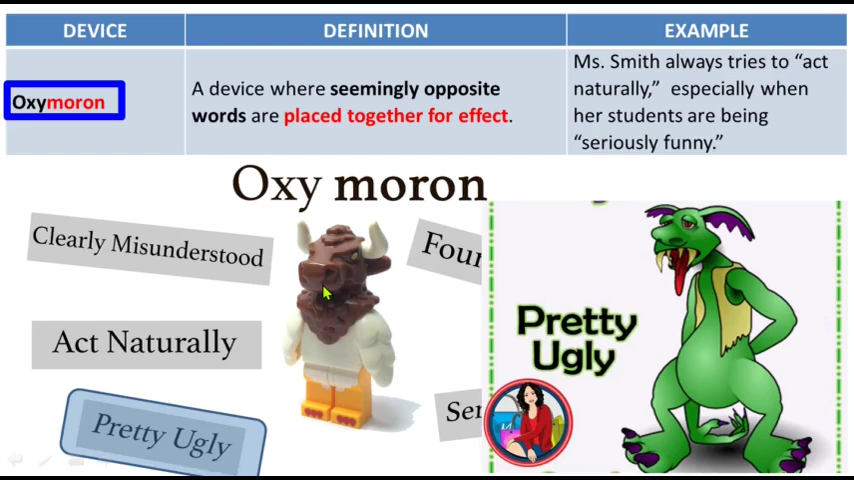 DEVICE
DEFINITION
EXAMPLE
Oxymoron
A device where seemingly opposite
words are placed together for effect.
Ms. Smith always tries to “act
naturally,” especially when
her students are being
“seriously funny.”
Oxy moron
Clearly Misunderstood
Act Naturally
Pretty Ugly
Pretty
Ugly